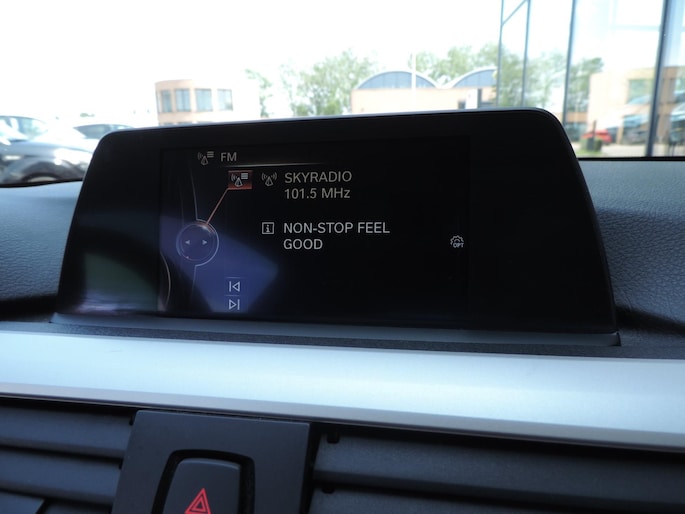 FM
SKYRADIO
101.5 MHz
NON-STOP FEEL
GOOD
OPT